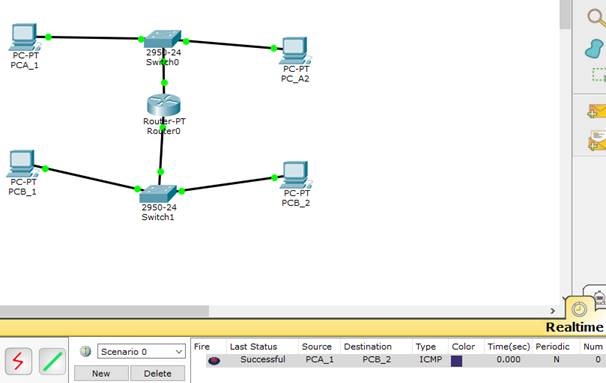 PC-PT
PCA_1
2950-24
Switch0
PC-PT
PC_A2
Router-PT
Router0
PC-PT
PCB_1
2950-24
Switch1
PC-PT
PCB_2
Realtime
Scenario 0
New Delete
Fire Last Status Source Destination Type Color Time(sec) Periodic Num
Successful PCA_1 PCB_2 ICMP 0.000 N 0